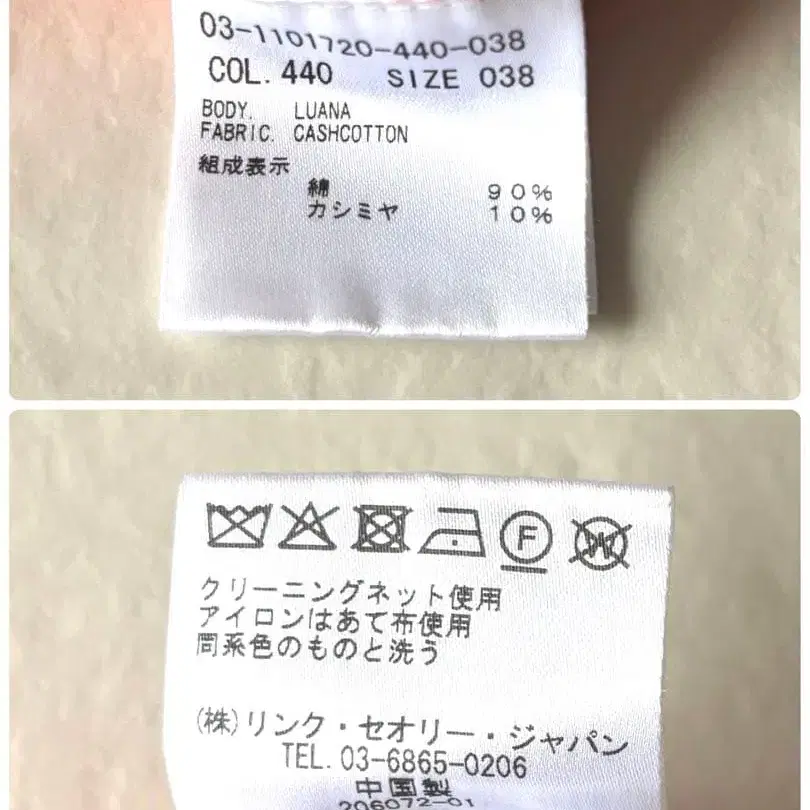 03-1101720-440-038
COL. 440 SIZE 038
BODY. LUANA
FABRIC. CASHCOTTON
組成表示
綿 90%
カシミヤ 10%
F
W
クリーニングネット使用
アイロンはあて布使用
同系色のものと洗う
(株)リンク・セオリー・ジャパン
TEL. 03-6865-0206
中国製
206072-01